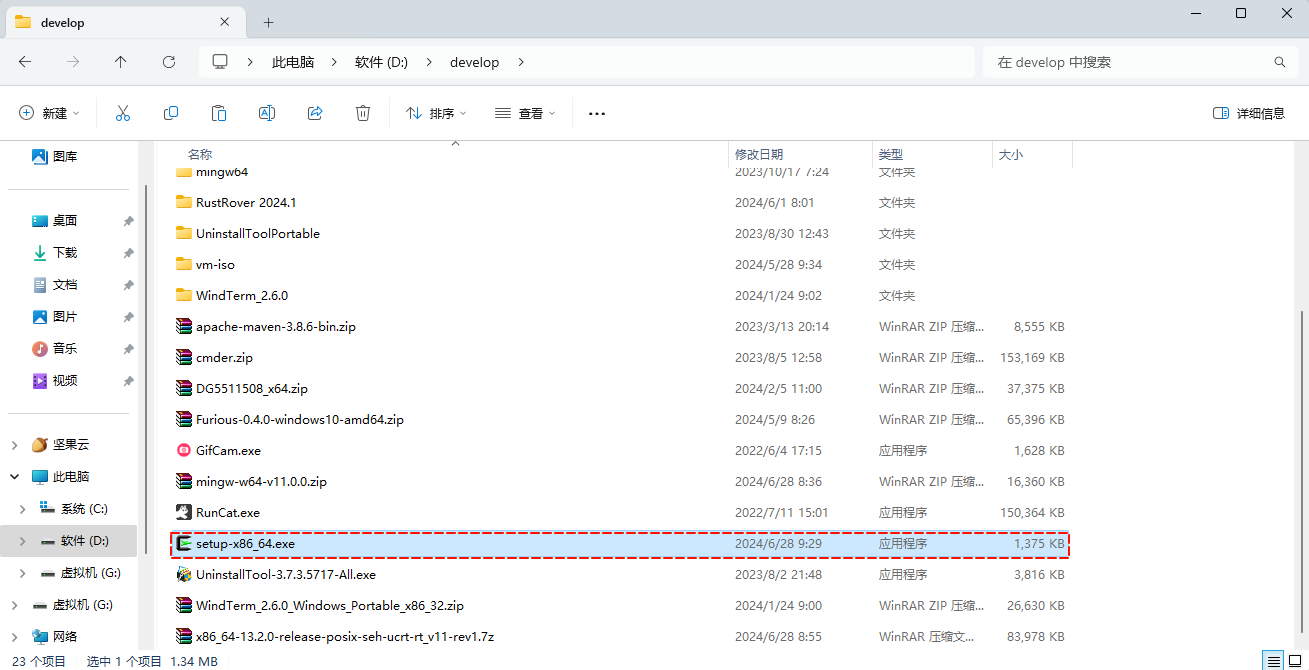 develop
此电脑 软件 (D:) develop
在 develop 中搜索
新建 排序 查看 详细信息
图库
桌面
下载
文档
图片
音乐
视频
坚果云
此电脑
系统 (C:)
软件 (D:)
虚拟机 (G:)
虚拟机 (G:)
网络
名称 修改日期 类型 大小
mingw64 2023/10/17 7:24 文件夹
RustRover 2024.1 2024/6/1 8:01 文件夹
UninstallToolPortable 2023/8/30 12:43 文件夹
vm-iso 2024/5/28 9:34 文件夹
WindTerm_2.6.0 2024/1/24 9:02 文件夹
apache-maven-3.8.6-bin.zip 2023/3/13 20:14 WinRAR ZIP 压缩... 8,555 KB
cmder.zip 2023/8/5 12:58 WinRAR ZIP 压缩... 153,169 KB
DG5511508_x64.zip 2024/2/5 11:00 WinRAR ZIP 压缩... 37,375 KB
Furious-0.4.0-windows10-amd64.zip 2024/5/9 8:26 WinRAR ZIP 压缩... 65,396 KB
GifCam.exe 2022/6/4 17:15 应用程序 1,628 KB
mingw-w64-v11.0.0.zip 2024/6/28 8:36 WinRAR ZIP 压缩... 16,360 KB
RunCat.exe 2022/7/11 15:01 应用程序 150,364 KB
setup-x86_64.exe 2024/6/28 9:29 应用程序 1,375 KB
UninstallTool-3.7.3.5717-All.exe 2023/8/2 21:48 应用程序 3,816 KB
WindTerm_2.6.0_Windows_Portable_x86_32.zip 2024/1/24 9:00 WinRAR ZIP 压缩... 26,630 KB
x86_64-13.2.0-release-posix-seh-ucrt-rt_v11-rev1.7z 2024/6/28 8:55 WinRAR 压缩文... 83,978 KB
23 个项目 选中 1 个项目 1.34 MB